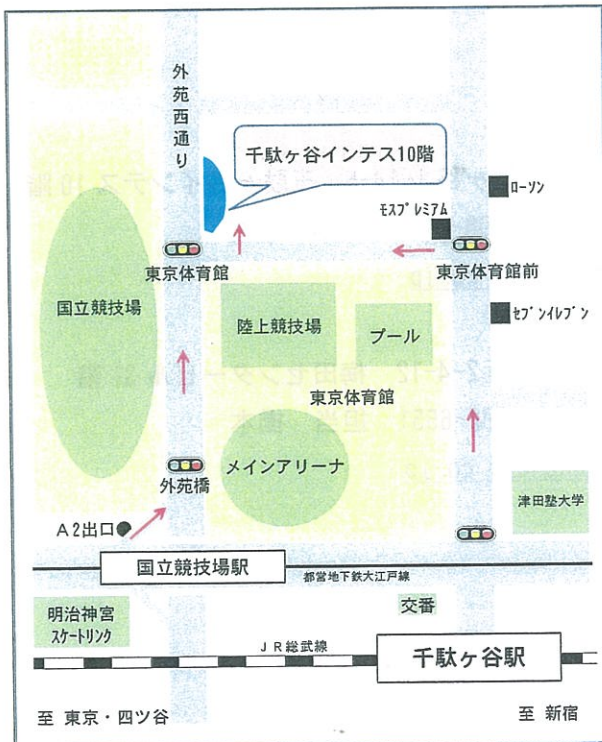 外苑西通り
千駄ヶ谷インテス10階
ﾛｰｿﾝ
ﾓｽﾌﾟﾚﾐｱﾑ
東京体育館
東京体育館前
国立競技場
陸上競技場
プール
ｾﾌﾞﾝｲﾚﾌﾞﾝ
東京体育館
メインアリーナ
外苑橋
津田塾大学
A2出口
国立競技場駅
都営地下鉄大江戸線
明治神宮
ｽｹｰﾄﾘﾝｸ
交番
JR総武線
千駄ヶ谷駅
至 東京・四ツ谷
至 新宿